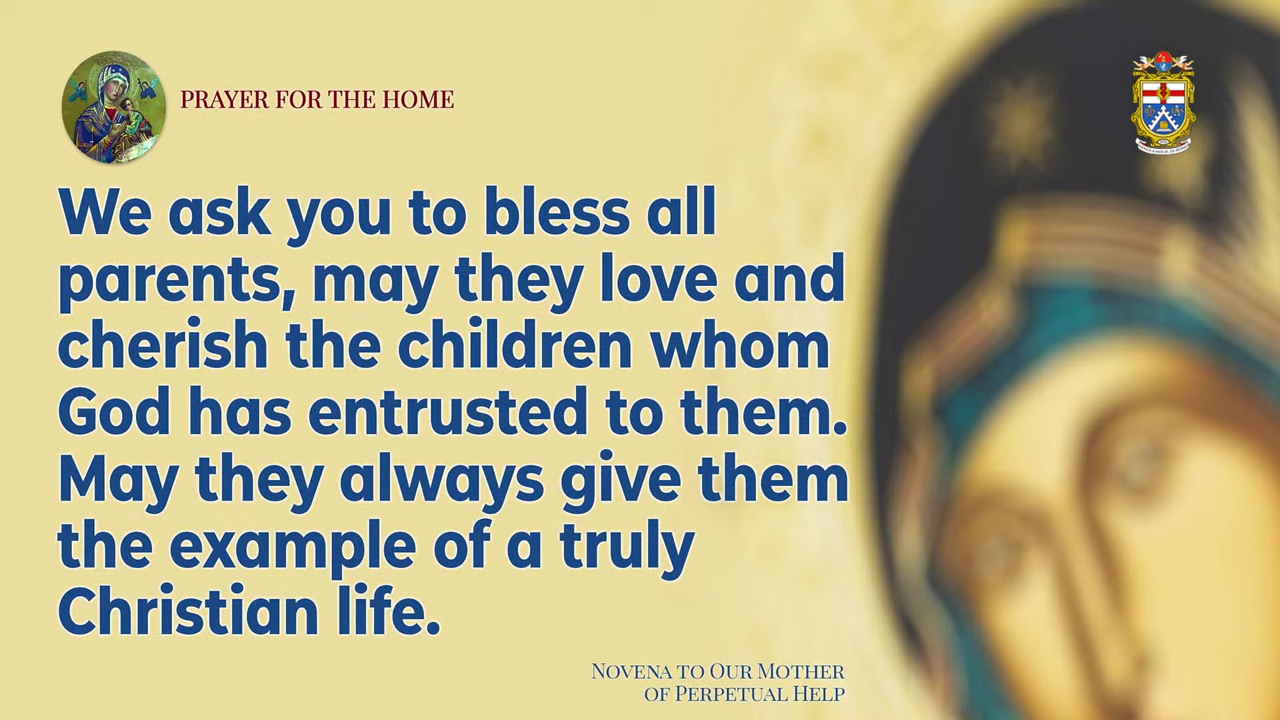 PRAYER FOR THE HOME
We ask you to bless all
parents, may they love and
cherish the children whom
God has entrusted to them.
May they always give them
the example of a truly
Christian life.
NOVENA TO OUR MOTHER
OF PERPETUAL HELP